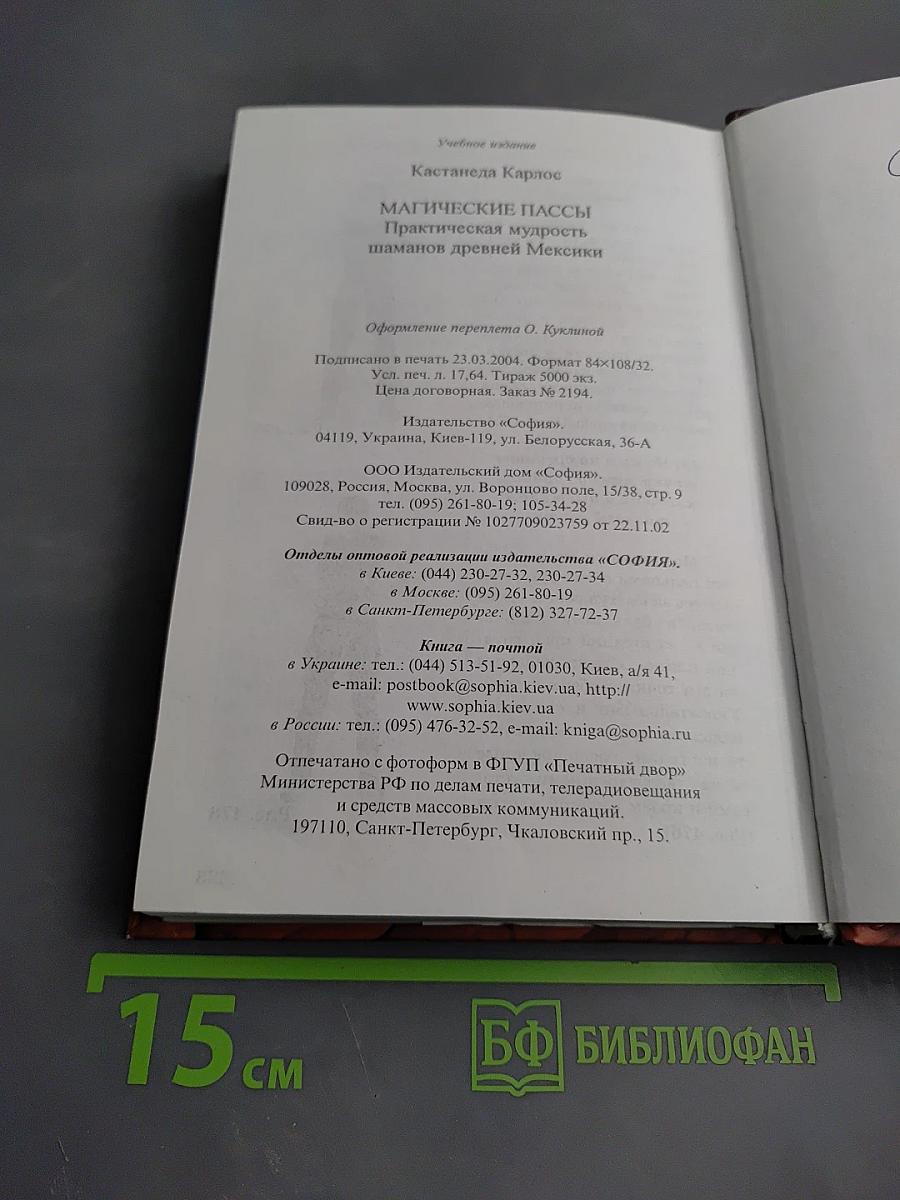 Учебное издание
Кастанеда Карлос
МАГИЧЕСКИЕ ПАССЫ
Практическая мудрость
шаманов древней Мексики
Оформление переплета О. Куклиной
Подписано в печать 23.03.2004. Формат 84×108/32.
Усл. печ. л. 17,64. Тираж 5000 экз.
Цена договорная. Заказ № 2194.
Издательство «София».
04119, Украина, Киев-119, ул. Белорусская, 36-А
ООО Издательский дом «София».
109028, Россия, Москва, ул. Воронцово поле, 15/38, стр. 9
тел. (095) 261-80-19; 105-34-28
Свид-во о регистрации № 1027709023759 от 22.11.02
Отделы оптовой реализации издательства «СОФИЯ».
в Киеве: (044) 230-27-32, 230-27-34
в Москве: (095) 261-80-19
в Санкт-Петербурге: (812) 327-72-37
Книга — почтой
в Украине: тел.: (044) 513-51-92, 01030, Киев, а/я 41,
e-mail: postbook@sophia.kiev.ua, http://
www.sophia.kiev.ua
в России: тел.: (095) 476-32-52, e-mail: kniga@sophia.ru
Отпечатано с фотоформ в ФГУП «Печатный двор»
Министерства РФ по делам печати, телерадиовещания
и средств массовых коммуникаций.
197110, Санкт-Петербург, Чкаловский пр., 15.
15 см
БФ БИБЛИОФАН